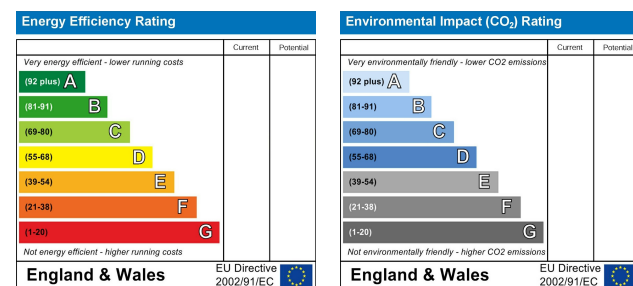 Energy Efficiency Rating
Current Potential
Very energy efficient - lower running costs
(92 plus) A
(81-91) B
(69-80) C
(55-68) D
(39-54) E
(21-38) F
(1-20) G
Not energy efficient - higher running costs
England & Wales
EU Directive
2002/91/EC
Environmental Impact (CO₂) Rating
Current Potential
Very environmentally friendly - lower CO2 emissions
(92 plus) A
(81-91) B
(69-80) C
(55-68) D
(39-54) E
(21-38) F
(1-20) G
Not environmentally friendly - higher CO2 emissions
England & Wales
EU Directive
2002/91/EC